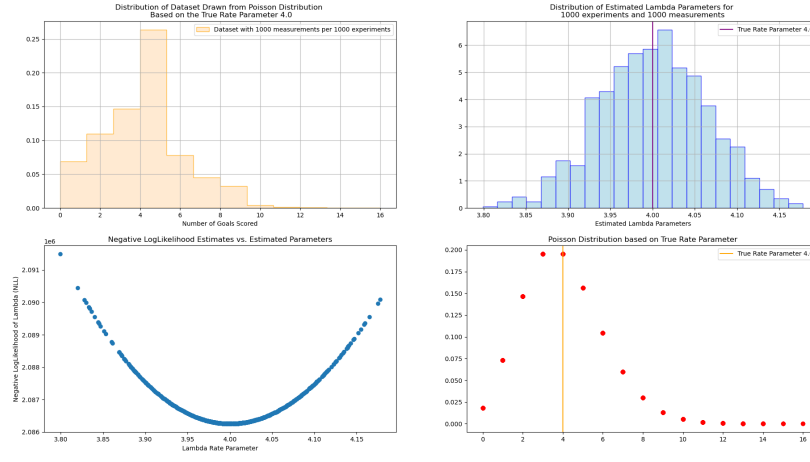 Distribution of Dataset Drawn from Poisson Distribution
Based on the True Rate Parameter 4.0
Dataset with 1000 measurements per 1000 experiments
0.25
0.20
0.15
0.10
0.05
0.00
0 2 4 6 8 10 12 14 16
Number of Goals Scored
Distribution of Estimated Lambda Parameters for
1000 experiments and 1000 measurements
True Rate Parameter 4.0
6
5
4
3
2
1
0
3.80 3.85 3.90 3.95 4.00 4.05 4.10 4.15
Estimated Lambda Parameters
Negative LogLikelihood Estimates vs. Estimated Parameters
1e6
2.091
2.090
2.089
2.088
2.087
2.086
Negative LogLikelihood of Lambda (NLL)
3.80 3.85 3.90 3.95 4.00 4.05 4.10 4.15
Lambda Rate Parameter
Poisson Distribution based on True Rate Parameter
True Rate Parameter 4.0
0.200
0.175
0.150
0.125
0.100
0.075
0.050
0.025
0.000
0 2 4 6 8 10 12 14 16